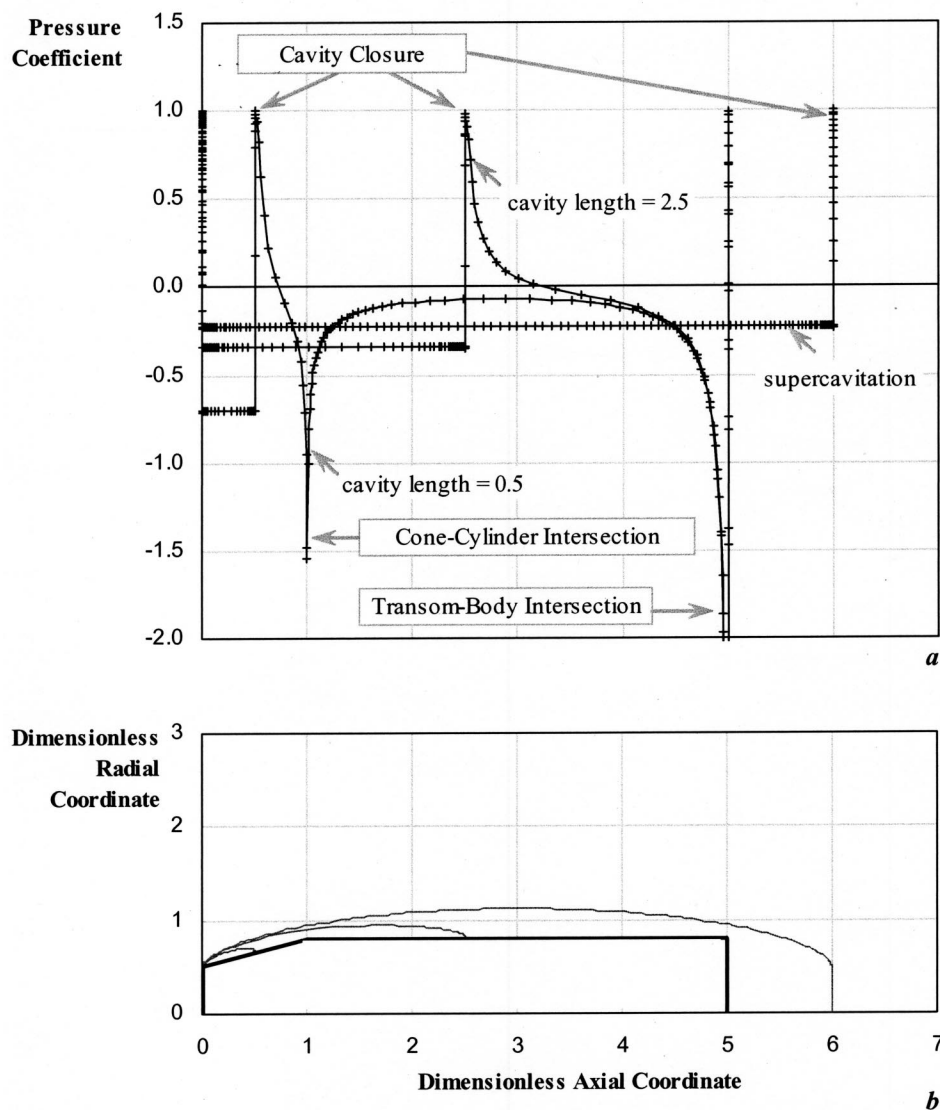 Pressure
Coefficient
1.5
1.0
0.5
0.0
-0.5
-1.0
-1.5
-2.0
Cavity Closure
cavity length = 2.5
supercavitation
cavity length = 0.5
Cone-Cylinder Intersection
Transom-Body Intersection
a
Dimensionless
Radial
Coordinate
3
2
1
0
0 1 2 3 4 5 6 7
Dimensionless Axial Coordinate
b